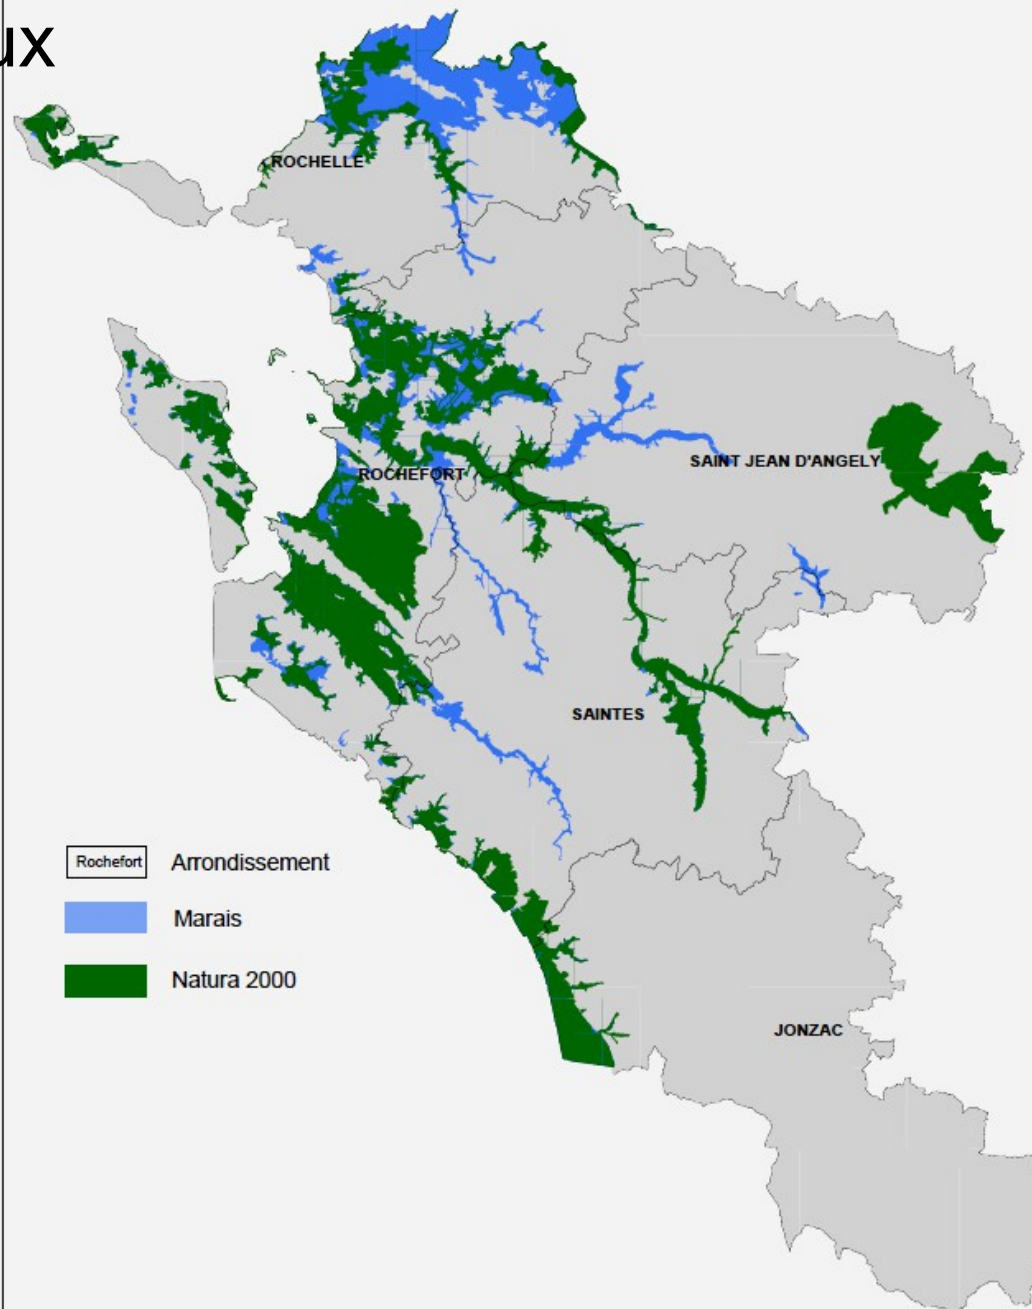 ux
ROCHELLE
ROCHEFORT
SAINT JEAN D'ANGELY
SAINTES
Rochefort Arrondissement
Marais
Natura 2000
JONZAC